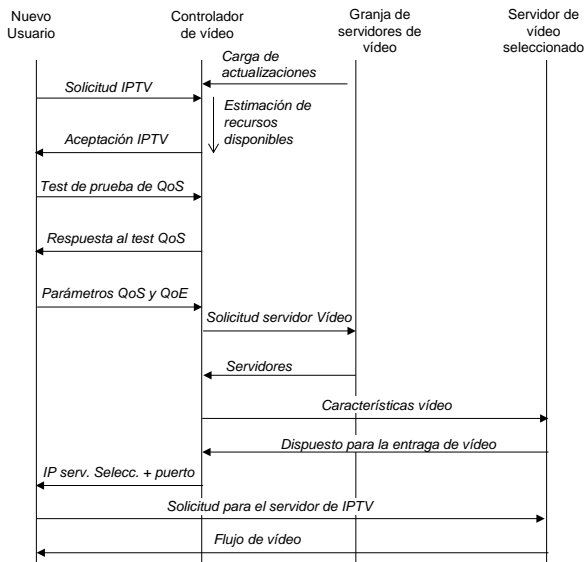 Nuevo
Usuario
Controlador
de vídeo
Granja de
servidores de
vídeo
Servidor de
vídeo
seleccionado
Carga de
actualizaciones
Solicitud IPTV
Estimación de
recursos
disponibles
Aceptación IPTV
Test de prueba de QoS
Respuesta al test QoS
Parámetros QoS y QoE
Solicitud servidor Vídeo
Servidores
Características vídeo
Dispuesto para la entraga de vídeo
IP serv. Selecc. + puerto
Solicitud para el servidor de IPTV
Flujo de vídeo